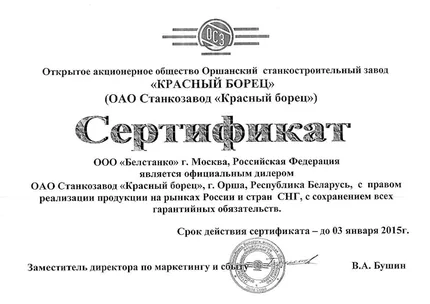 ОСЗ
Открытое акционерное общество Оршанский станкостроительный завод
«КРАСНЫЙ БОРЕЦ»
(ОАО Станкозавод «Красный борец»)
Сертификат
ООО «Белстанко» г. Москва, Российская Федерация
является официальным дилером
ОАО Станкозавод «Красный борец», г. Орша, Республика Беларусь, с правом
реализации продукции на рынках России и стран СНГ, с сохранением всех
гарантийных обязательств.
Срок действия сертификата – до 03 января 2015г.
Заместитель директора по маркетингу и сбыту В.А. Бушин